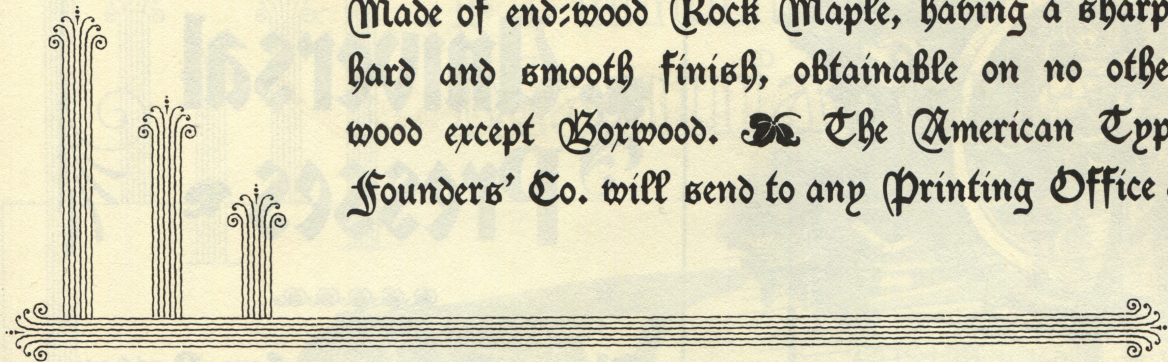 Made of end-wood Rock Maple, having a sharp
hard and smooth finish, obtainable on no othe
wood except Boxwood. The American Typ
Founders' Co. will send to any Printing Office